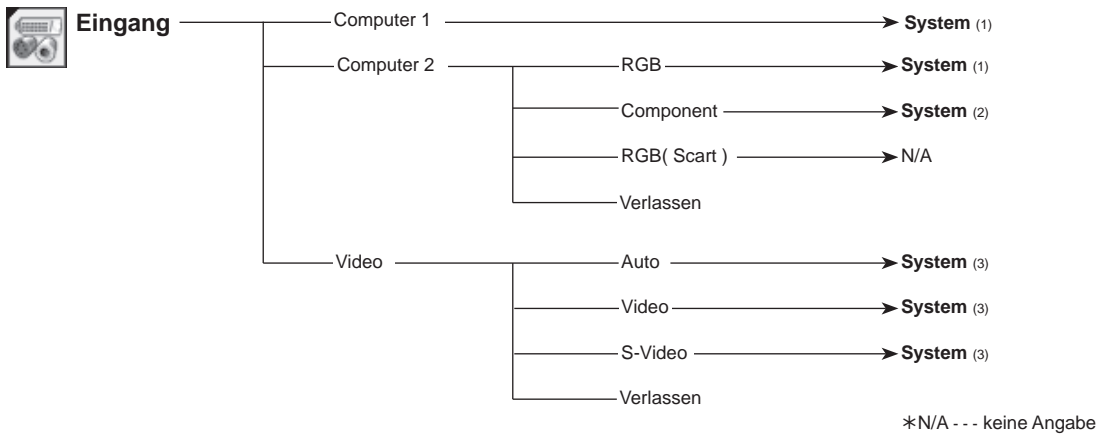 Eingang Computer 1 System (1)
Computer 2 RGB System (1)
Component System (2)
RGB( Scart ) N/A
Verlassen
Video Auto System (3)
Video System (3)
S-Video System (3)
Verlassen
✳N/A - - - keine Angabe